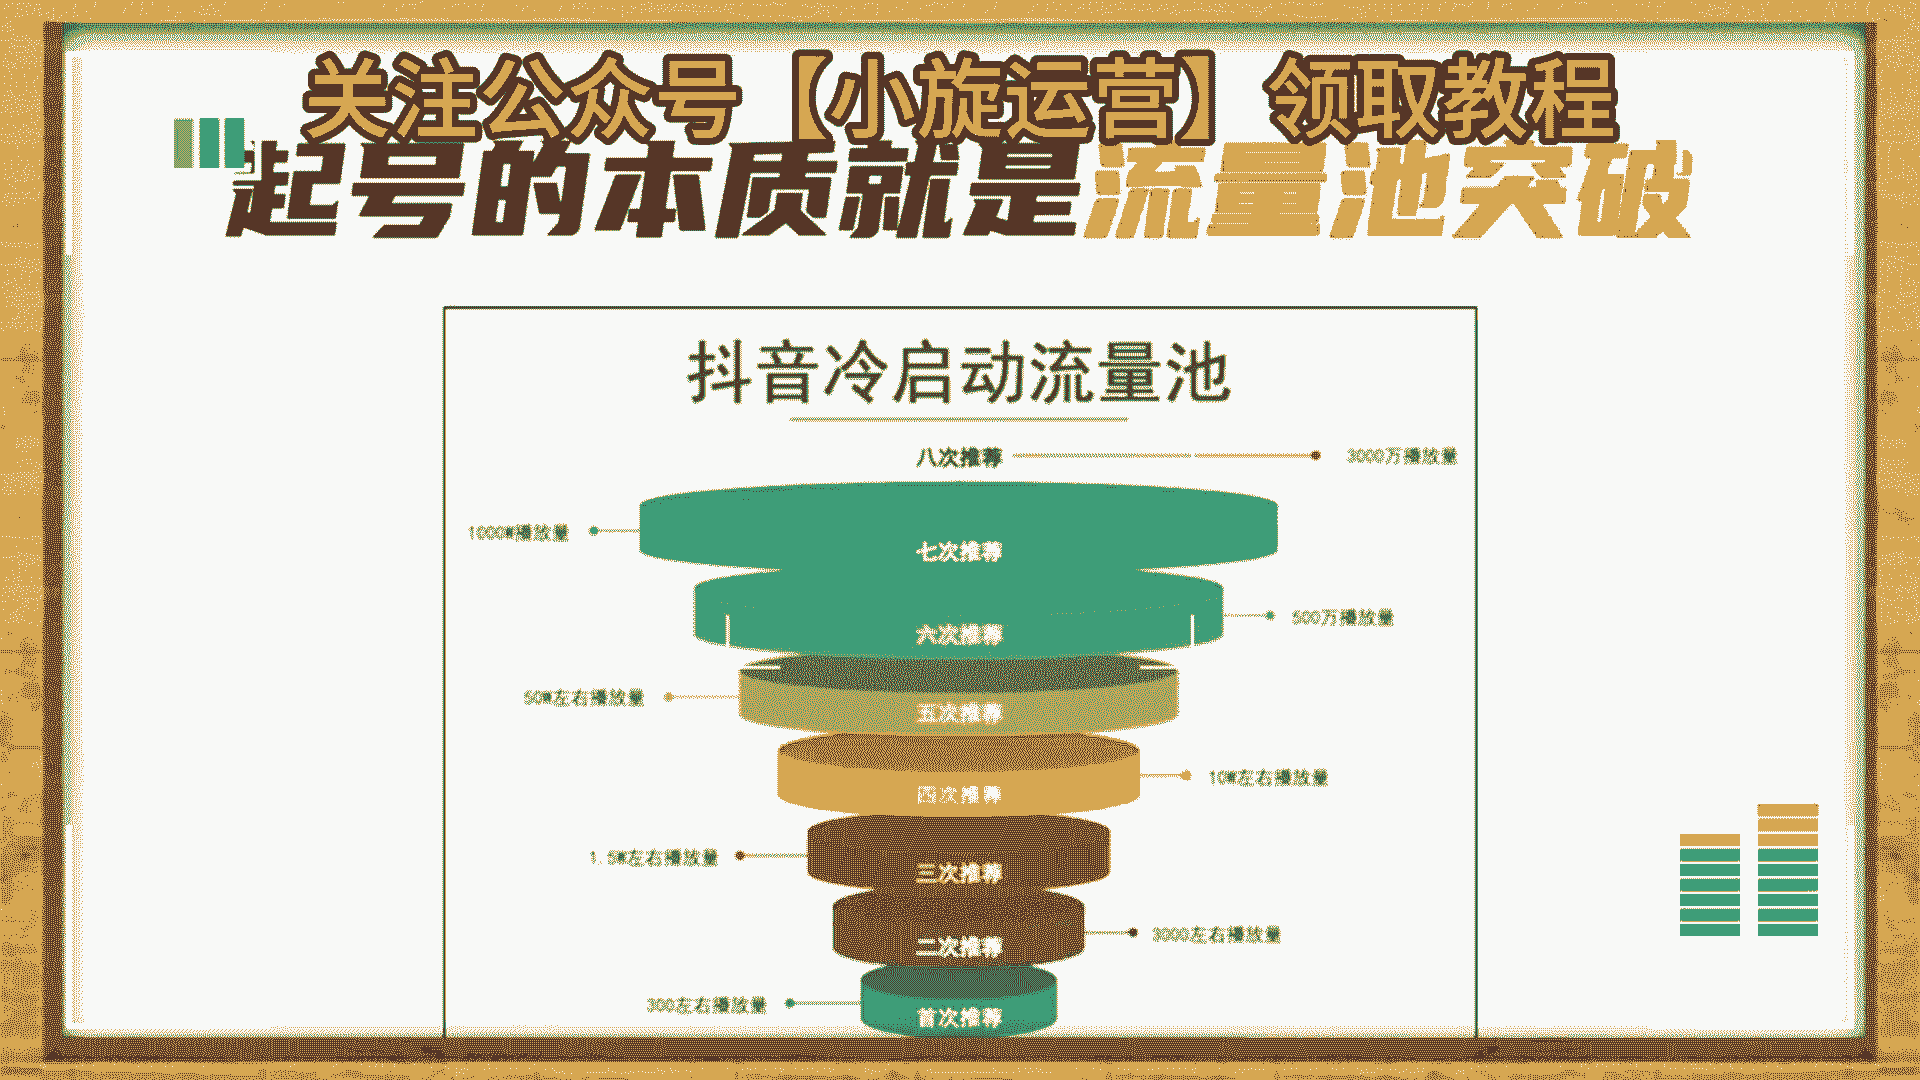 关注公众号【小旋运营】领取教程
起号的本质就是流量池突破
抖音冷启动流量池
八次推荐
3000万播放量
1000W播放量
七次推荐
六次推荐
500万播放量
50W左右播放量
五次推荐
四次推荐
10W左右播放量
1.5W左右播放量
三次推荐
二次推荐
3000左右播放量
300左右播放量
首次推荐